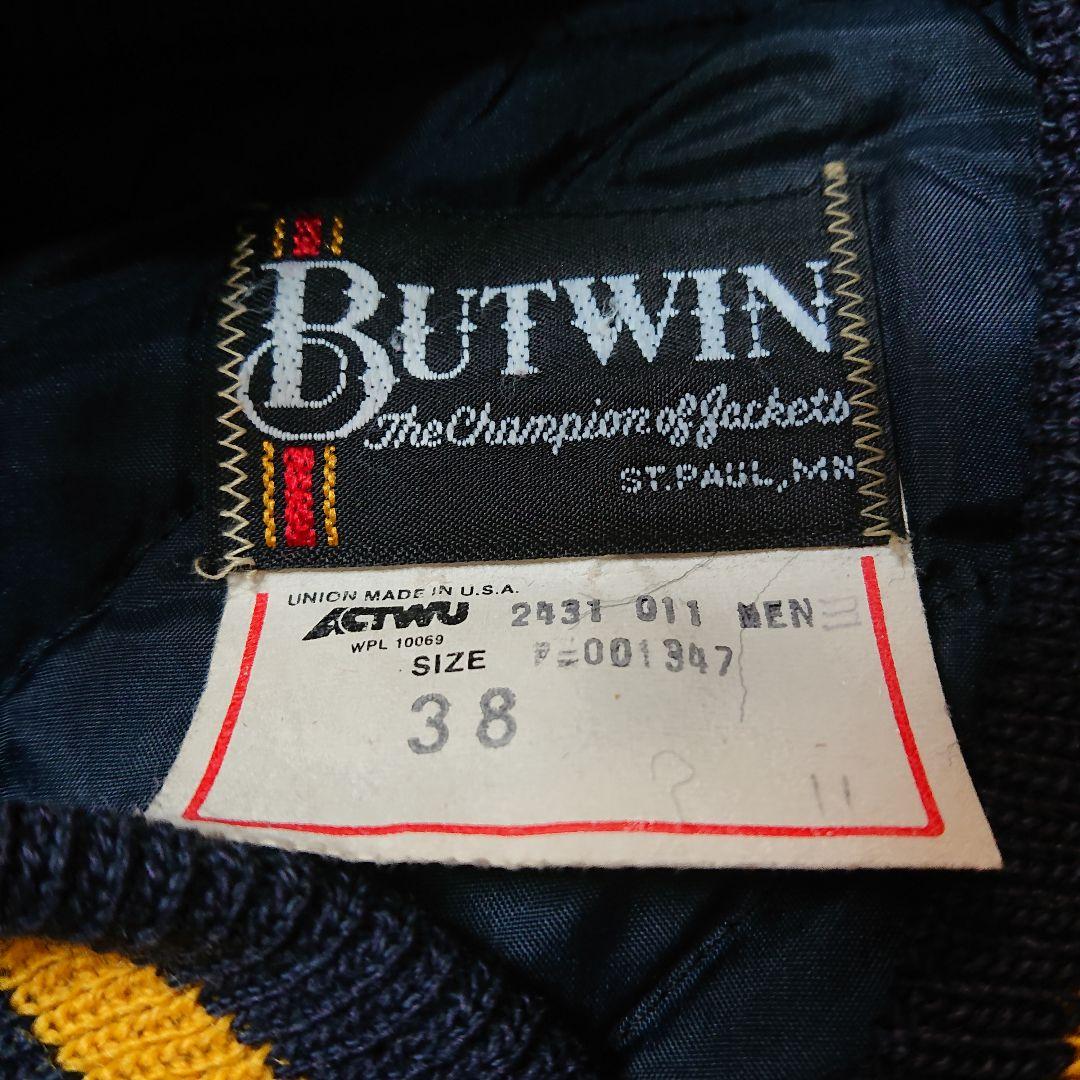 BUTWIN
The Champion of Jackets
ST. PAUL, MN
UNION MADE IN U.S.A.
ACTWU 2431 011 MEN
WPL 10069
SIZE 001347
38